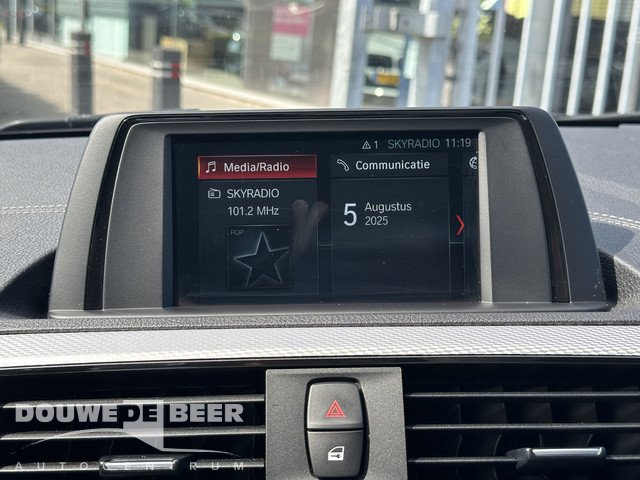 1 SKYRADIO 11:19
Media/Radio
Communicatie
SKYRADIO
101.2 MHz
POP
5
Augustus
2025
DOUWE DE BEER
AUTOCENTRUM